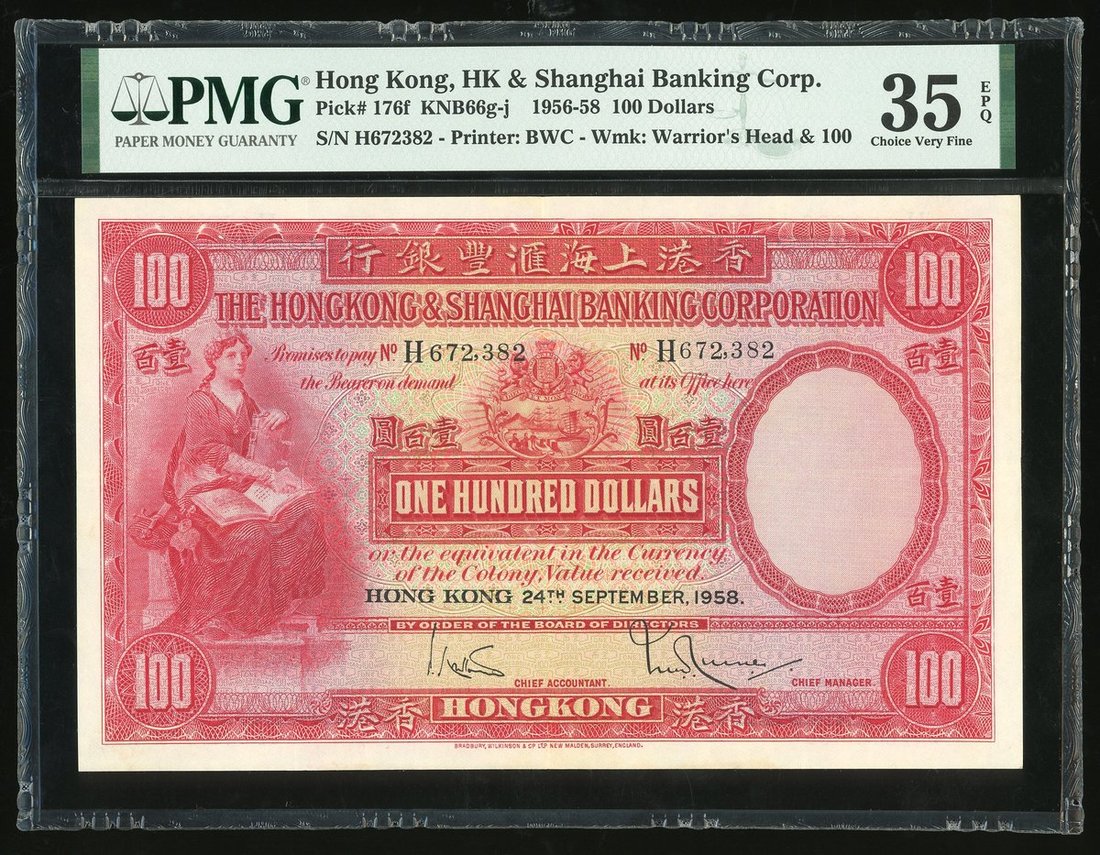 PMG®
PAPER MONEY GUARANTY
Hong Kong, HK & Shanghai Banking Corp.
Pick# 176f KNB66g-j 1956-58 100 Dollars
S/N H672382 - Printer: BWC - Wmk: Warrior's Head & 100
35 EPQ
Choice Very Fine
行銀豐滙海上港香
100 100
THE HONGKONG & SHANGHAI BANKING CORPORATION
百壹 百壹
Promises to pay Nº H672,382 Nº H672,382
the Bearer on demand at its Office here
圓百壹 圓百壹
ONE HUNDRED DOLLARS
or the equivalent in the Currency
of the Colony, Value received.
百壹
HONG KONG 24TH SEPTEMBER, 1958.
BY ORDER OF THE BOARD OF DIRECTORS
CHIEF ACCOUNTANT. CHIEF MANAGER.
100 100
港香 HONGKONG 港香
BRADBURY, WILKINSON & Cº LTD NEW MALDEN, SURREY, ENGLAND.